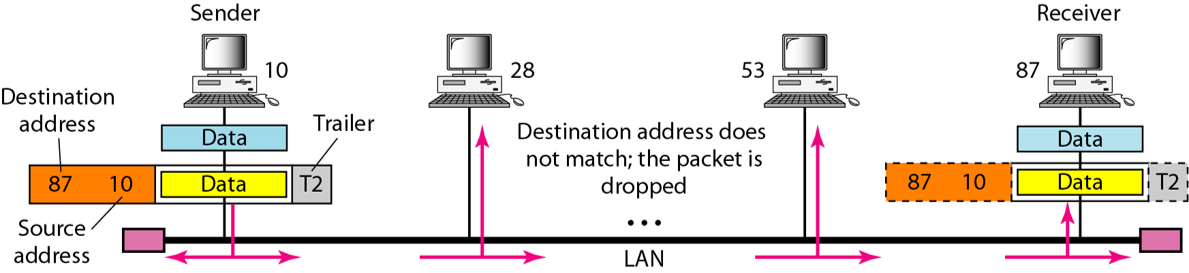 Sender
Receiver
10
28
53
87
Destination
address
Data
Trailer
Destination address does
not match; the packet is
dropped
Data
87 10
Data
T2
87 10
Data
T2
Source
address
...
LAN